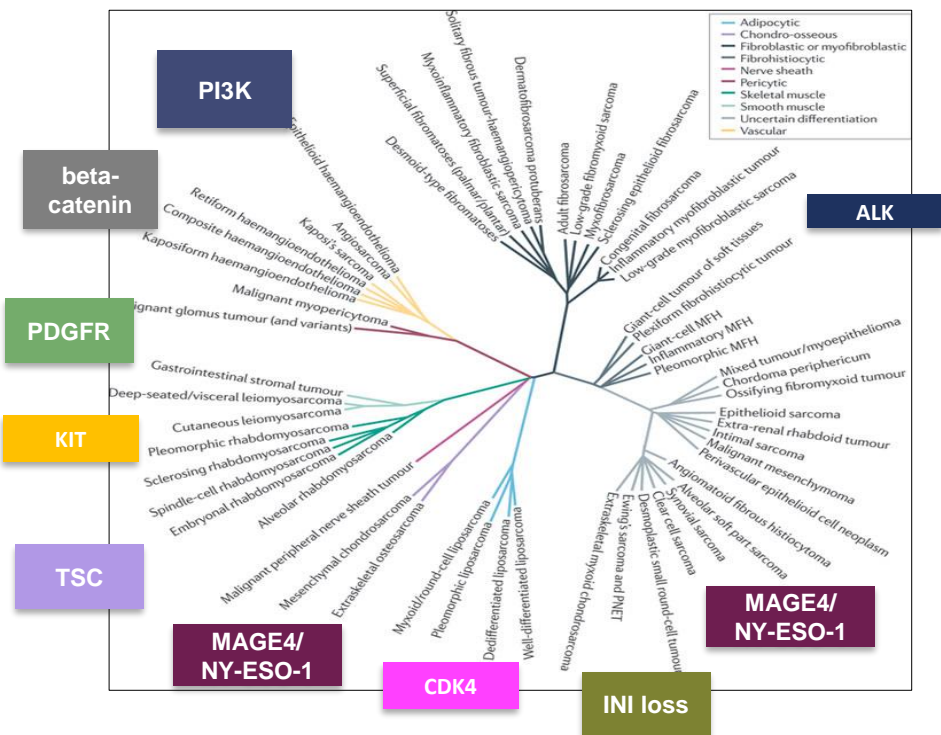 Adipocytic
Chondro-osseous
Fibroblastic or myofibroblastic
Fibrohistiocytic
Nerve sheath
Pericytic
Skeletal muscle
Smooth muscle
Uncertain differentiation
Vascular
PI3K
beta-
catenin
PDGFR
KIT
TSC
MAGE4/
NY-ESO-1
CDK4
INI loss
MAGE4/
NY-ESO-1
ALK
Kaposiform haemangioendothelioma
Composite haemangioendothelioma
Retiform haemangioendothelioma
Kaposi's sarcoma
Angiosarcoma
Epithelioid haemangioendothelioma
Desmoid-type fibromatoses
Superficial fibromatoses (palmar/plantar)
Myxoinflammatory fibroblastic sarcoma
Solitary fibrous tumour-haemangiopericytoma
Dermatofibrosarcoma protuberans
Adult fibrosarcoma
Low-grade fibromyxoid sarcoma
Myxofibrosarcoma
Sclerosing epithelioid fibrosarcoma
Congenital fibrosarcoma
Inflammatory myofibroblastic tumour
Low-grade myofibroblastic sarcoma
Giant-cell tumour of soft tissues
Plexiform fibrohistiocytic tumour
Giant-cell MFH
Inflammatory MFH
Pleomorphic MFH
Mixed tumour/myoepithelioma
Chordoma periphericum
Ossifying fibromyxoid tumour
Epithelioid sarcoma
Extra-renal rhabdoid tumour
Intimal sarcoma
Malignant mesenchymoma
Perivascular epithelioid cell neoplasm
Angiomatoid fibrous histiocytoma
Alveolar soft part sarcoma
Synovial sarcoma
Clear cell sarcoma
Desmoplastic small round-cell tumour
Ewing's sarcoma and PNET
Extraskeletal myxoid chondrosarcoma
Well-differentiated liposarcoma
Dedifferentiated liposarcoma
Pleomorphic liposarcoma
Myxoid/round-cell liposarcoma
Extraskeletal osteosarcoma
Mesenchymal chondrosarcoma
Malignant peripheral nerve sheath tumour
Alveolar rhabdomyosarcoma
Embryonal rhabdomyosarcoma
Spindle-cell rhabdomyosarcoma
Sclerosing rhabdomyosarcoma
Pleomorphic rhabdomyosarcoma
Cutaneous leiomyosarcoma
Deep-seated/visceral leiomyosarcoma
Gastrointestinal stromal tumour
ignant glomus tumour (and variants)
Malignant myopericytoma